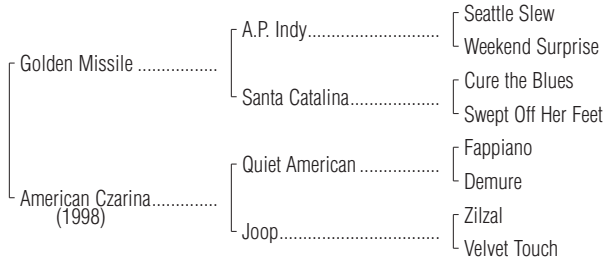 Seattle Slew
A.P. Indy
Weekend Surprise
Golden Missile
Cure the Blues
Santa Catalina
Swept Off Her Feet
Fappiano
Quiet American
Demure
American Czarina
(1998)
Zilzal
Joop
Velvet Touch